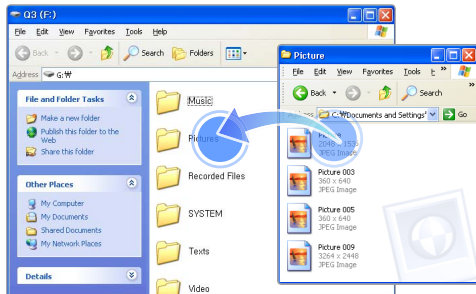 Q3 (F:)
File Edit View Favorites Tools Help
Back Search Folders
Address G:₩
File and Folder Tasks
Make a new folder
Publish this folder to the
Web
Share this folder
Other Places
My Computer
My Documents
Shared Documents
My Network Places
Details
Music
Pictures
Recorded Files
SYSTEM
Texts
Video
Picture
File Edit View Favorites Tools »
Back Search »
Address C:₩Documents and Settings' Go
Picture
2048 x 153
JPEG Image
Picture 003
360 x 640
JPEG Image
Picture 005
360 x 640
JPEG Image
Picture 009
3264 x 2448
JPEG Image